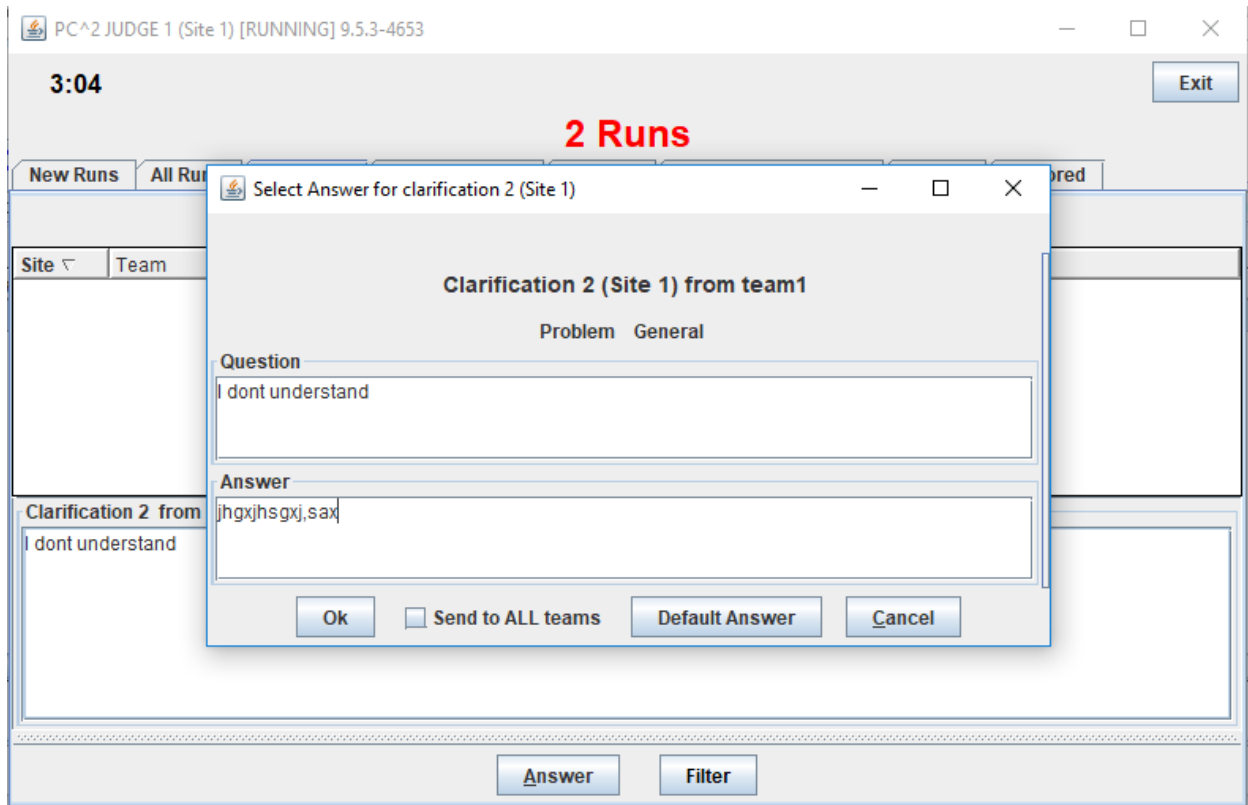 PC^2 JUDGE 1 (Site 1) [RUNNING] 9.5.3-4653
3:04
Exit
2 Runs
New Runs
All Rur
ored
Select Answer for clarification 2 (Site 1)
Site
Team
Clarification 2 (Site 1) from team1
Problem General
Question
I dont understand
Answer
jhgxjhsgxj,sax
Ok
Send to ALL teams
Default Answer
Cancel
Clarification 2 from
I dont understand
Answer
Filter